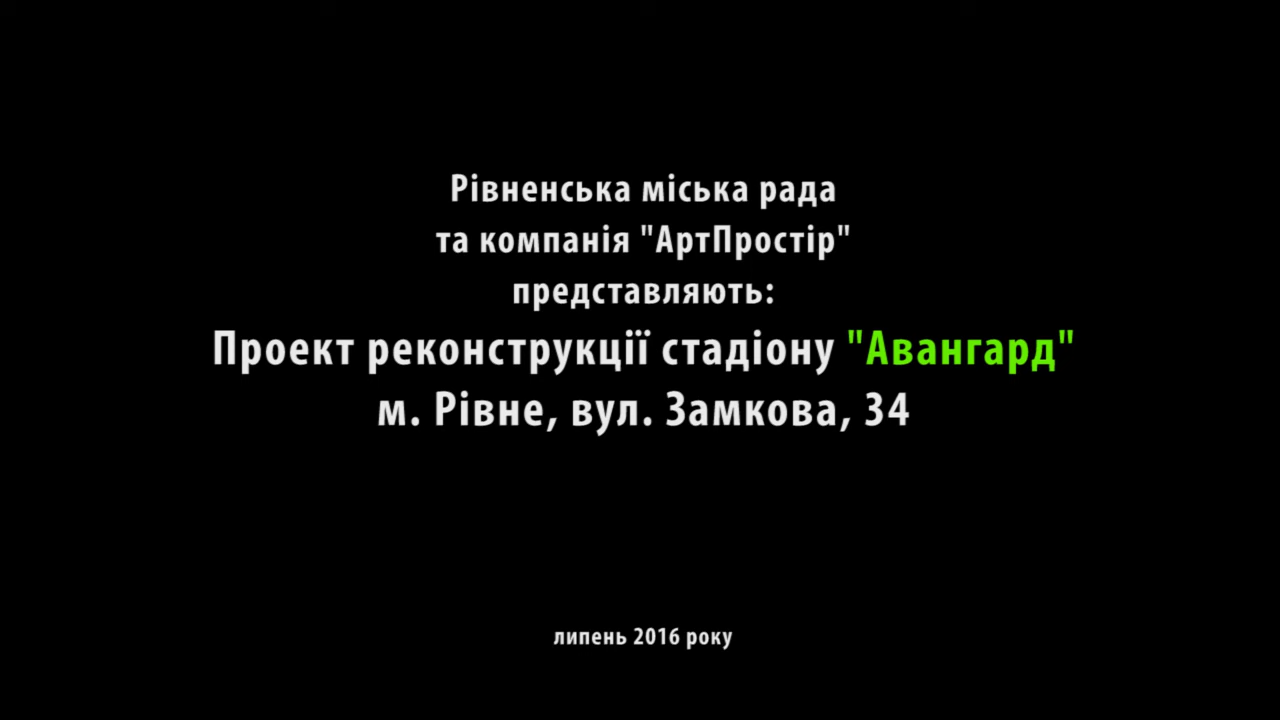 Рівненська міська рада
та компанія "АртПростір"
представляють:
Проект реконструкції стадіону "Авангард"
м. Рівне, вул. Замкова, 34
липень 2016 року